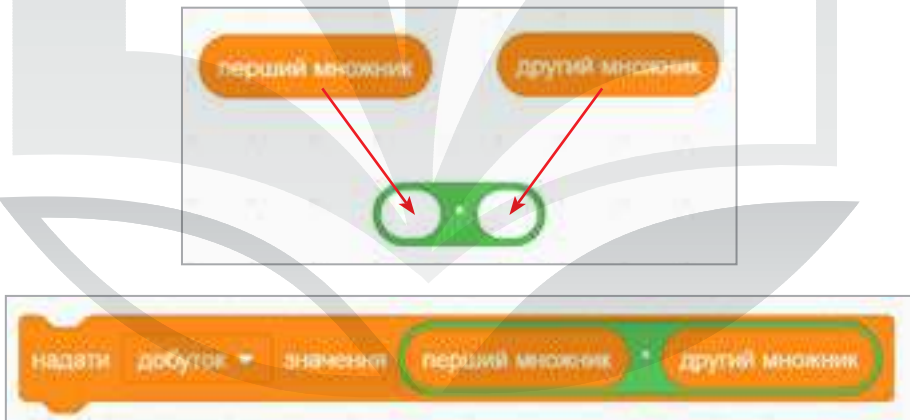 перший множник
другий множник
*
надати добуток значення перший множник * другий множник